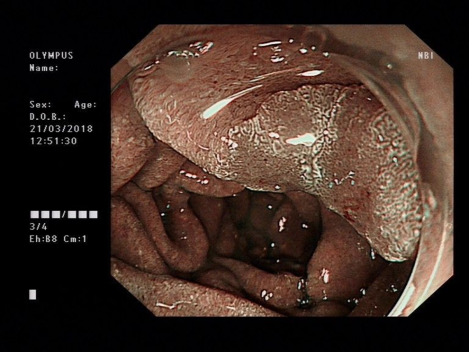 OLYMPUS
NBI
Name:
Sex: Age:
D.O.B.:
21/03/2018
12:51:30
■■■/■■■
3/4
Eh:B8 Cm:1